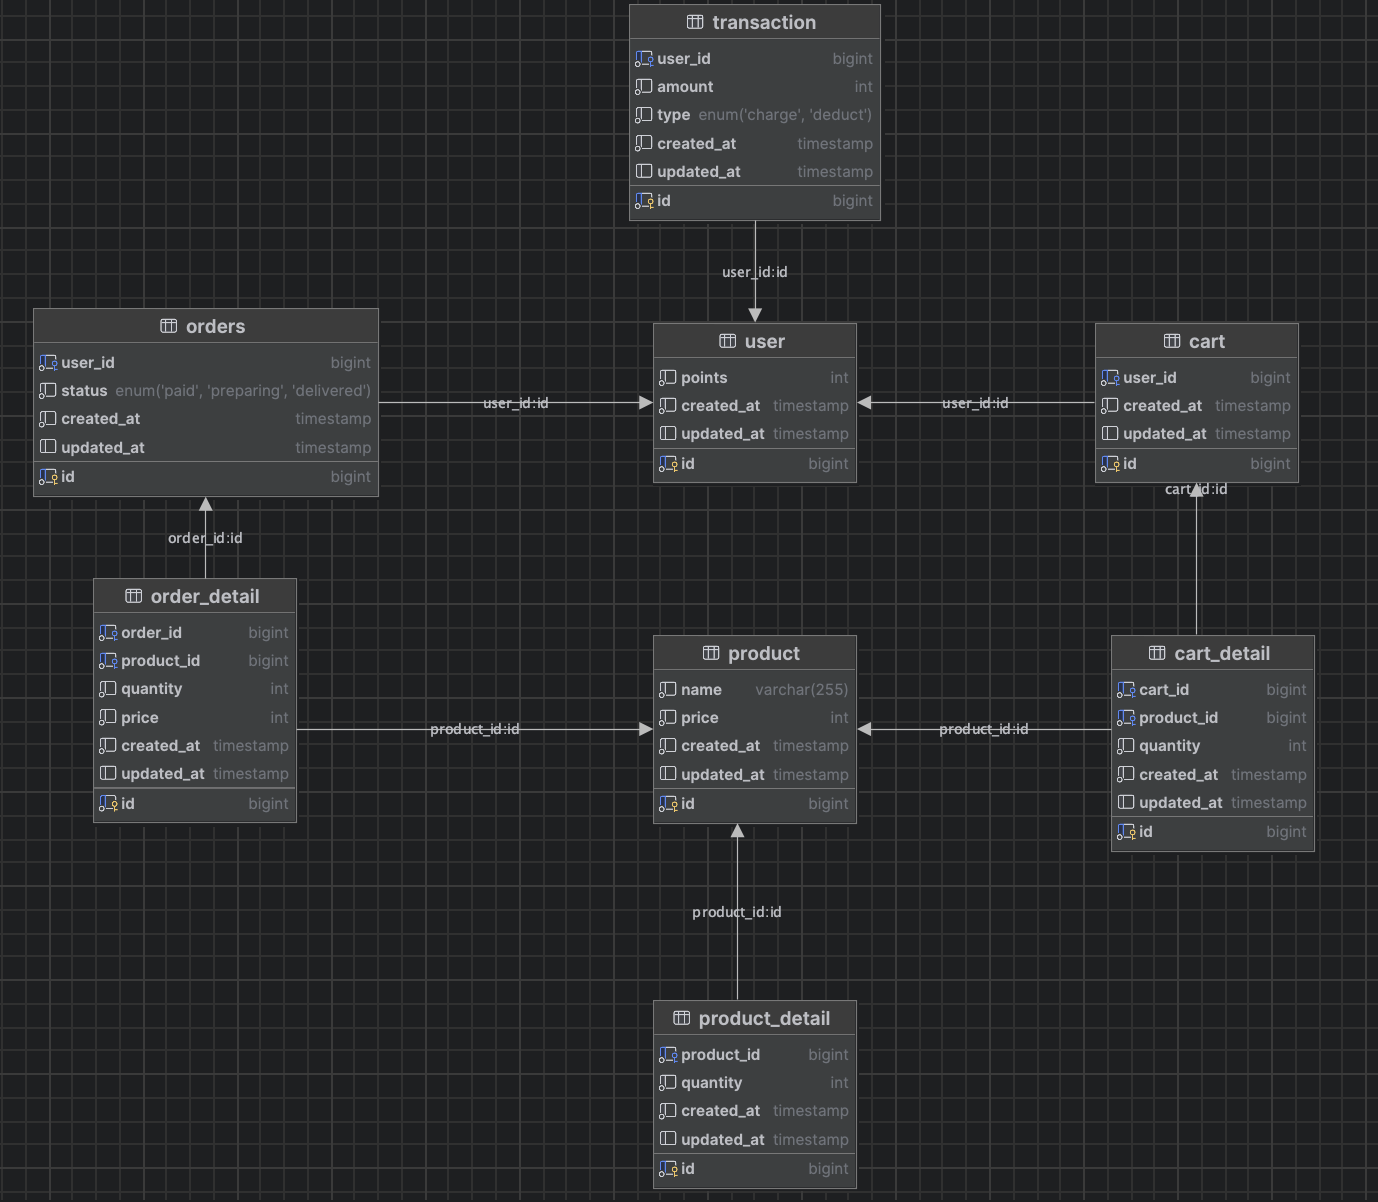 transaction
user_id bigint
amount int
type enum('charge', 'deduct')
created_at timestamp
updated_at timestamp
id bigint
user_id:id
orders
user_id bigint
status enum('paid', 'preparing', 'delivered')
created_at timestamp
updated_at timestamp
id bigint
user_id:id
user
points int
created_at timestamp
updated_at timestamp
id bigint
user_id:id
cart
user_id bigint
created_at timestamp
updated_at timestamp
id bigint
cart_id:id
order_id:id
order_detail
order_id bigint
product_id bigint
quantity int
price int
created_at timestamp
updated_at timestamp
id bigint
product_id:id
product
name varchar(255)
price int
created_at timestamp
updated_at timestamp
id bigint
product_id:id
cart_detail
cart_id bigint
product_id bigint
quantity int
created_at timestamp
updated_at timestamp
id bigint
product_id:id
product_detail
product_id bigint
quantity int
created_at timestamp
updated_at timestamp
id bigint